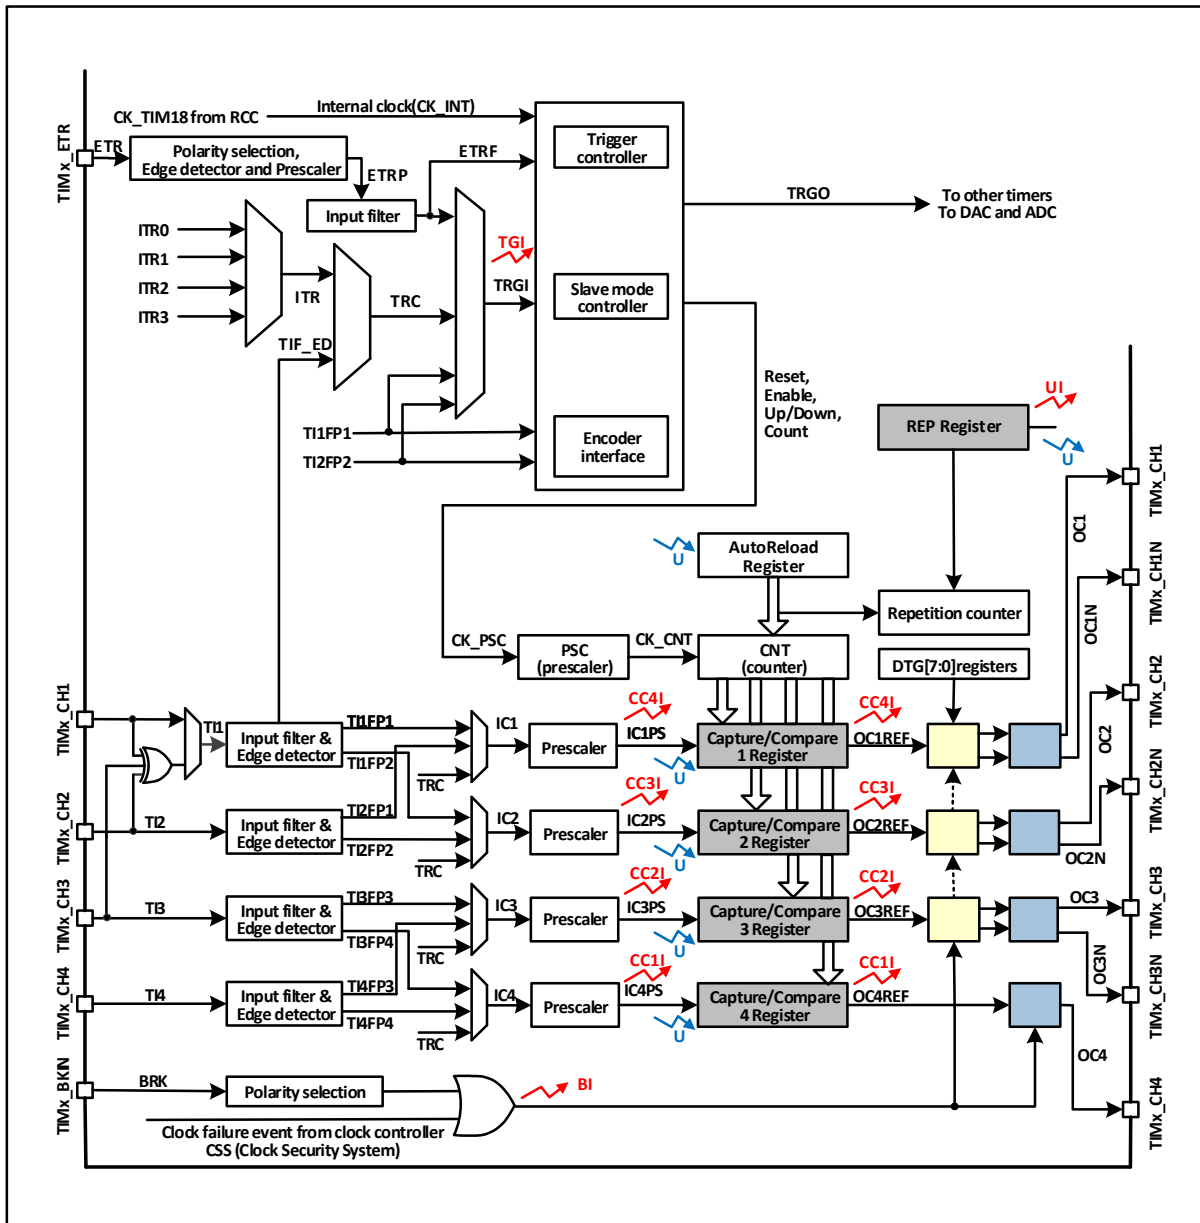 CK_TIM18 from RCC
Internal clock(CK_INT)
TIMx_ETR
ETR
Polarity selection,
Edge detector and Prescaler
ETRP
Input filter
ETRF
Trigger
controller
TRGO
To other timers
To DAC and ADC
ITR0
ITR1
ITR2
ITR3
ITR
TRC
TGI
TRGI
Slave mode
controller
TIF_ED
Reset,
Enable,
Up/Down,
Count
TI1FP1
TI2FP2
Encoder
interface
REP Register
UI
U
U
AutoReload
Register
Repetition counter
CK_PSC
PSC
(prescaler)
CK_CNT
CNT
(counter)
DTG[7:0]registers
TIMx_CH1
TI1
Input filter &
Edge detector
TI1FP1
TI1FP2
TRC
IC1
Prescaler
CC4I
IC1PS
U
Capture/Compare
1 Register
CC4I
OC1REF
OC1
TIMx_CH1
OC1N
TIMx_CH1N
TIMx_CH2
TI2
Input filter &
Edge detector
TI2FP1
TI2FP2
TRC
IC2
Prescaler
CC3I
IC2PS
U
Capture/Compare
2 Register
CC3I
OC2REF
OC2
TIMx_CH2
OC2N
TIMx_CH2N
TIMx_CH3
TI3
Input filter &
Edge detector
TI3FP3
TI3FP4
TRC
IC3
Prescaler
CC2I
IC3PS
U
Capture/Compare
3 Register
CC2I
OC3REF
OC3
TIMx_CH3
OC3N
TIMx_CH3N
TIMx_CH4
TI4
Input filter &
Edge detector
TI4FP3
TI4FP4
TRC
IC4
Prescaler
CC1I
IC4PS
U
Capture/Compare
4 Register
CC1I
OC4REF
OC4
TIMx_CH4
TIMx_BKIN
BRK
Polarity selection
BI
Clock failure event from clock controller
CSS (Clock Security System)